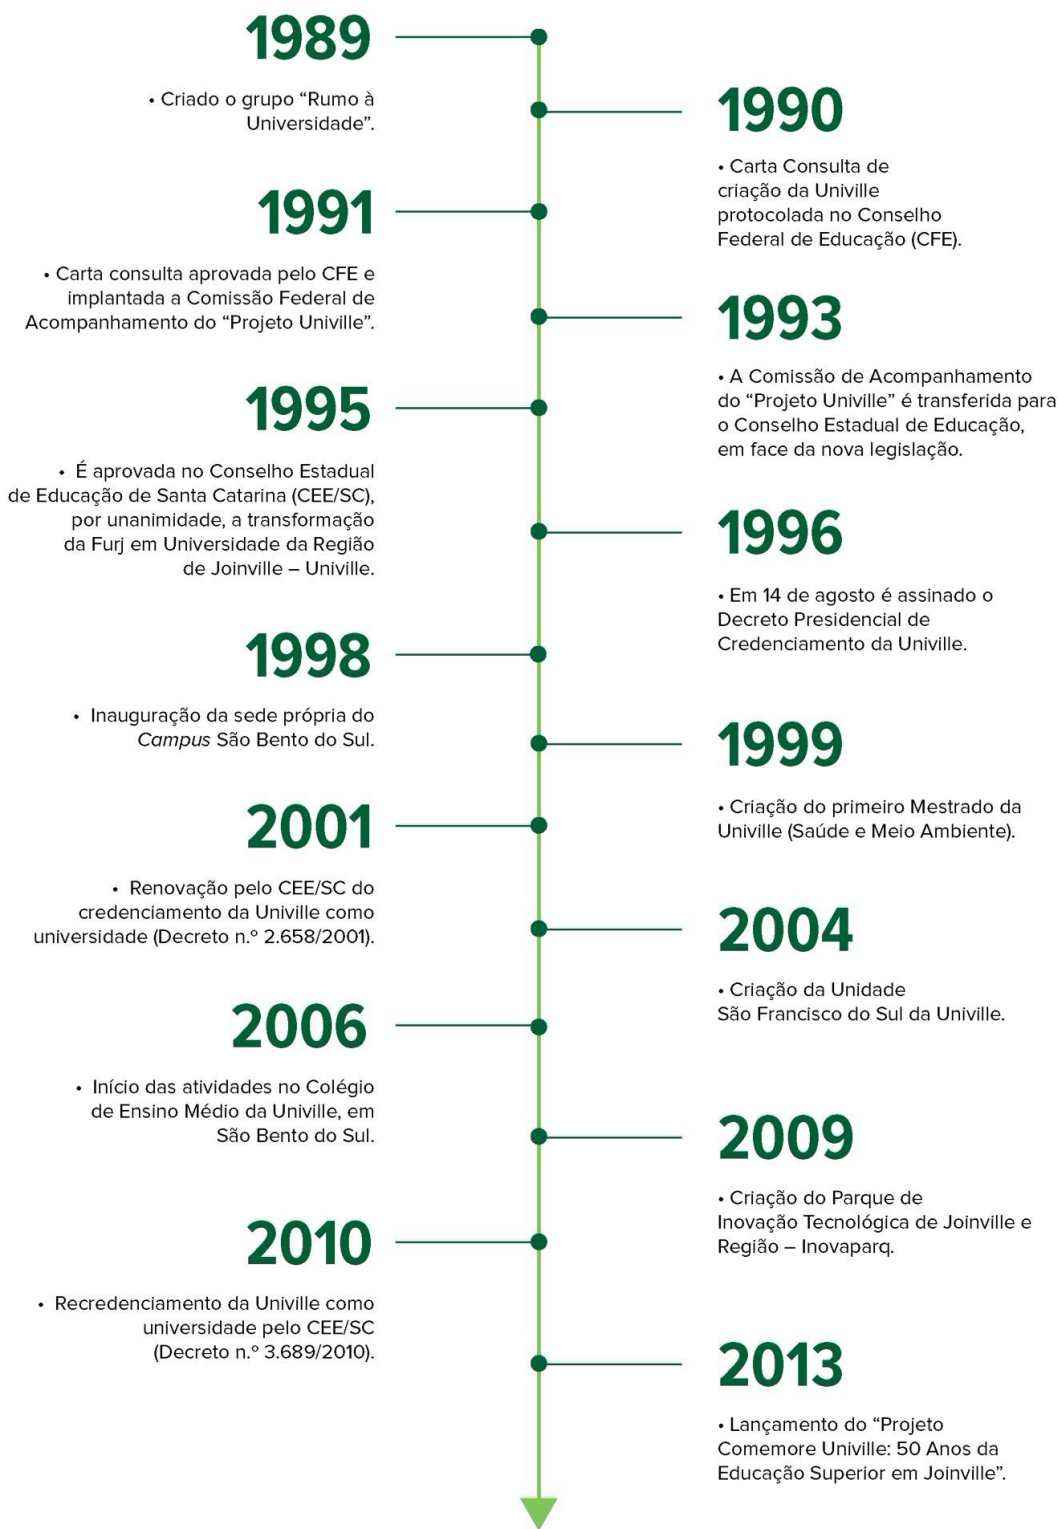 1989
• Criado o grupo “Rumo à
Universidade”.
1990
• Carta Consulta de
criação da Univille
protocolada no Conselho
Federal de Educação (CFE).
1991
• Carta consulta aprovada pelo CFE e
implantada a Comissão Federal de
Acompanhamento do “Projeto Univille”.
1993
• A Comissão de Acompanhamento
do “Projeto Univille” é transferida para
o Conselho Estadual de Educação,
em face da nova legislação.
1995
• É aprovada no Conselho Estadual
de Educação de Santa Catarina (CEE/SC),
por unanimidade, a transformação
da Furj em Universidade da Região
de Joinville – Univille.
1996
• Em 14 de agosto é assinado o
Decreto Presidencial de
Credenciamento da Univille.
1998
• Inauguração da sede própria do
Campus São Bento do Sul.
1999
• Criação do primeiro Mestrado da
Univille (Saúde e Meio Ambiente).
2001
• Renovação pelo CEE/SC do
credenciamento da Univille como
universidade (Decreto n.º 2.658/2001).
2004
• Criação da Unidade
São Francisco do Sul da Univille.
2006
• Início das atividades no Colégio
de Ensino Médio da Univille, em
São Bento do Sul.
2009
• Criação do Parque de
Inovação Tecnológica de Joinville e
Região – Inovaparq.
2010
• Recredenciamento da Univille como
universidade pelo CEE/SC
(Decreto n.º 3.689/2010).
2013
• Lançamento do “Projeto
Comemore Univille: 50 Anos da
Educação Superior em Joinville”.